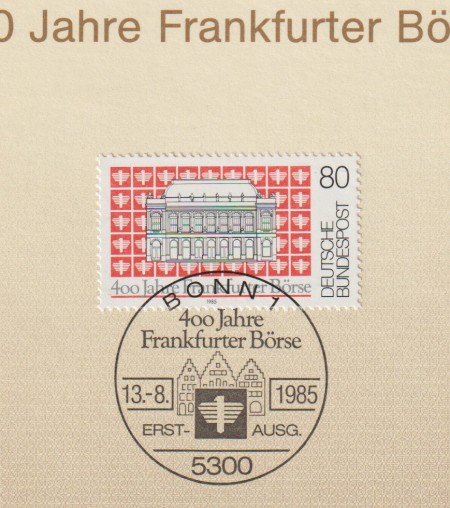 0 Jahre Frankfurter Bö
80
DEUTSCHE
BUNDESPOST
400 Jahre Frankfurter Börse
1985
BONN 1
400 Jahre
Frankfurter Börse
13.-8. 1985
ERST- AUSG.
5300